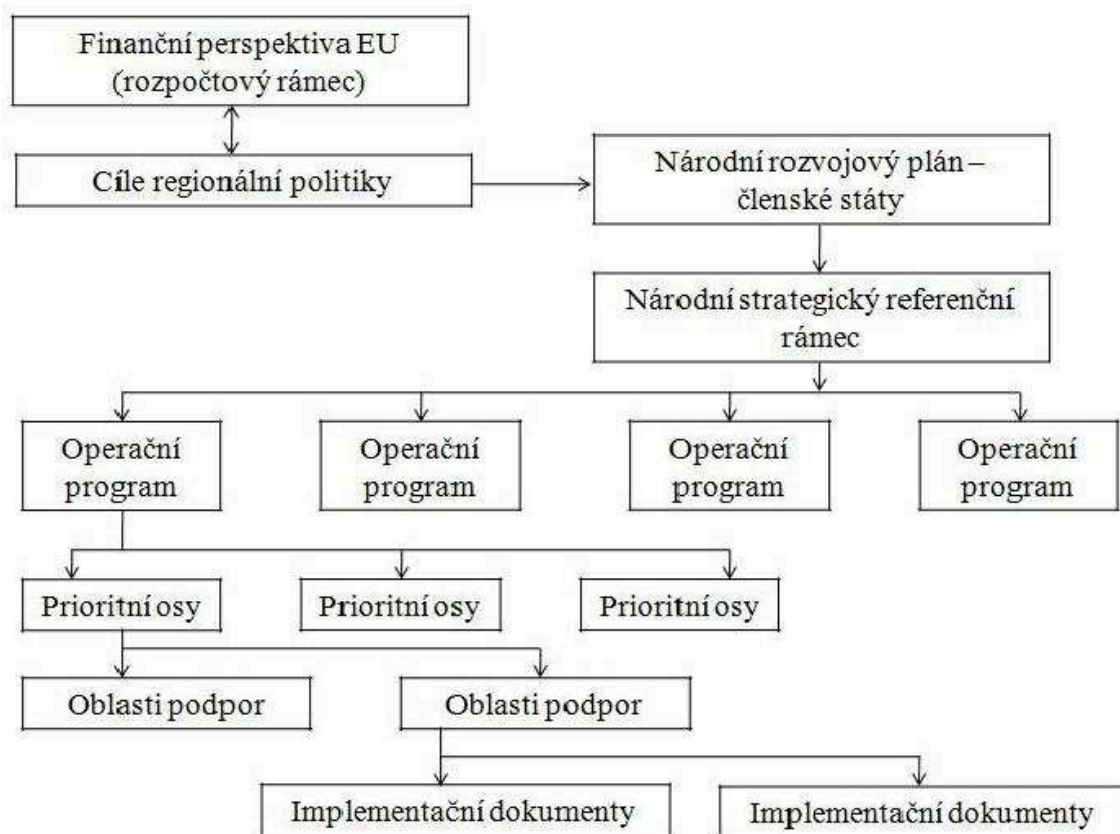 Finanční perspektiva EU
(rozpočtový rámec)
Cíle regionální politiky
Národní rozvojový plán –
členské státy
Národní strategický referenční
rámec
Operační
program
Operační
program
Operační
program
Operační
program
Prioritní osy
Prioritní osy
Prioritní osy
Oblasti podpor
Oblasti podpor
Implementační dokumenty
Implementační dokumenty